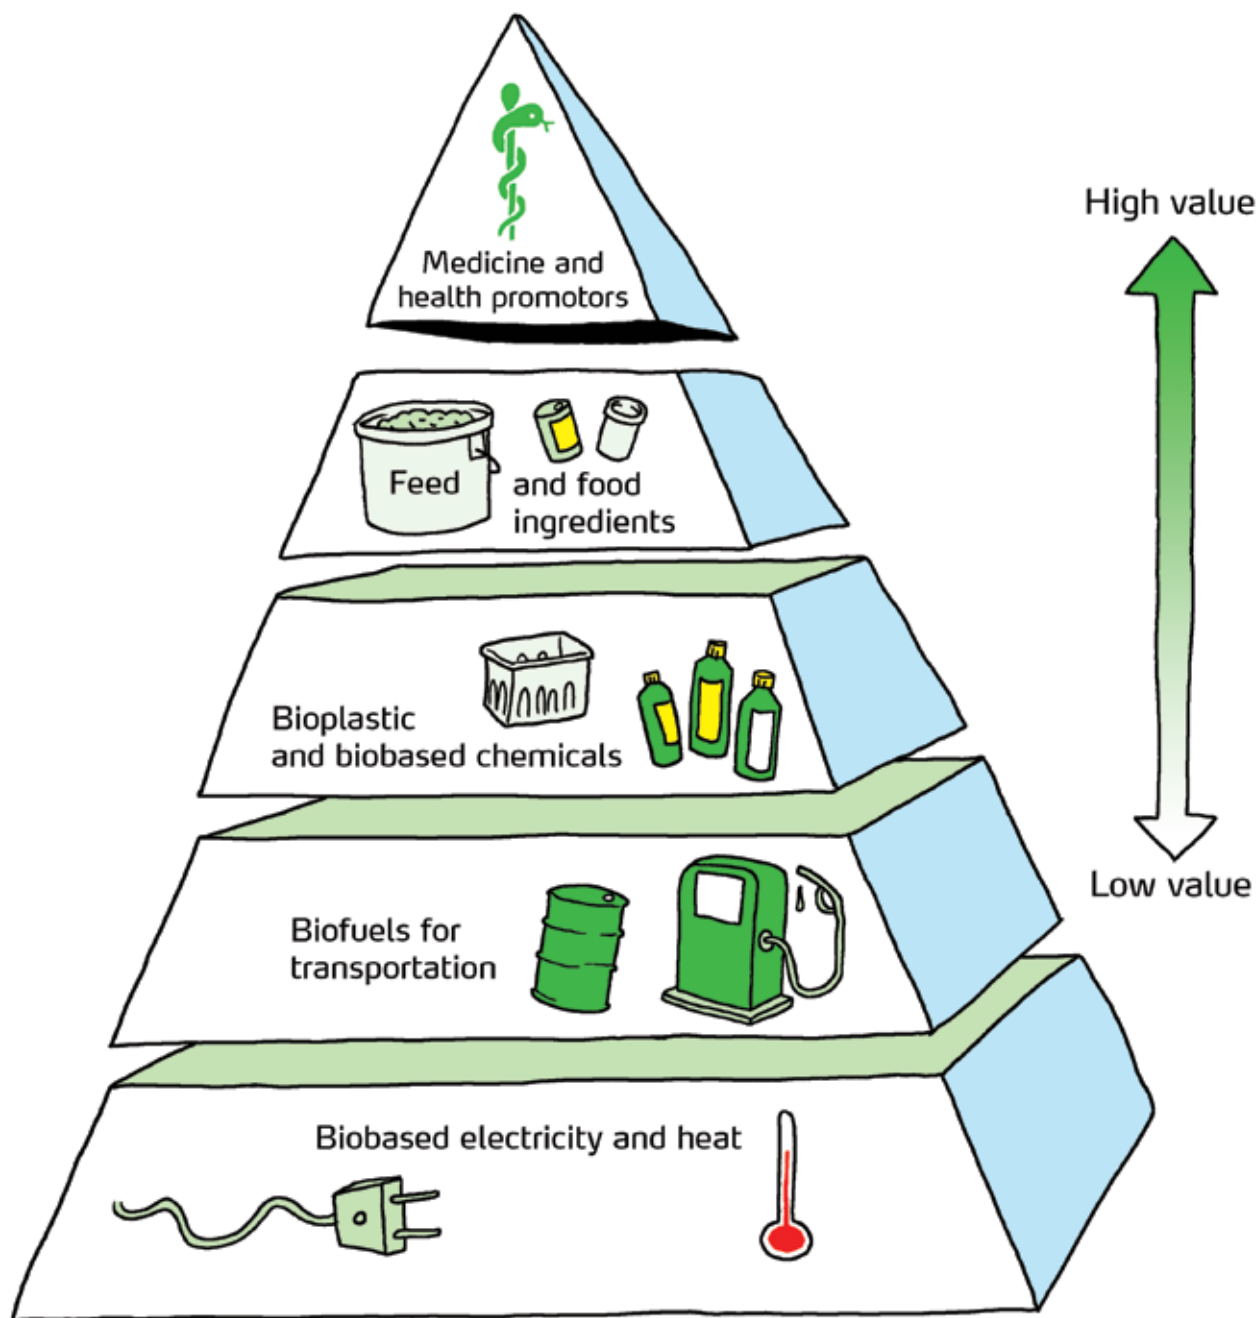 High value
Medicine and
health promotors
Feed and food
ingredients
Bioplastic
and biobased chemicals
Low value
Biofuels for
transportation
Biobased electricity and heat